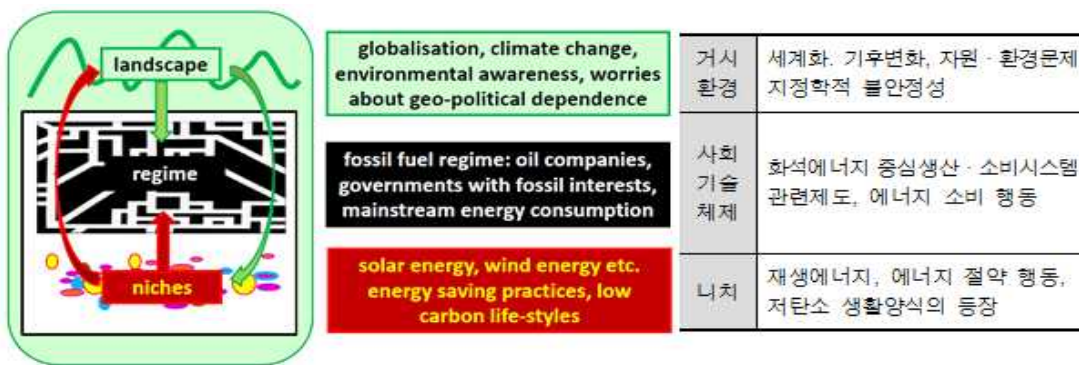 landscape
regime
niches
globalisation, climate change,
environmental awareness, worries
about geo-political dependence
fossil fuel regime: oil companies,
governments with fossil interests,
mainstream energy consumption
solar energy, wind energy etc.
energy saving practices, low
carbon life-styles
거시
환경
세계화. 기후변화, 자원 · 환경문제
지정학적 불안정성
사회
기술
체제
화석에너지 중심생산 · 소비시스템
관련제도, 에너지 소비 행동
니치
재생에너지, 에너지 절약 행동,
저탄소 생활양식의 등장